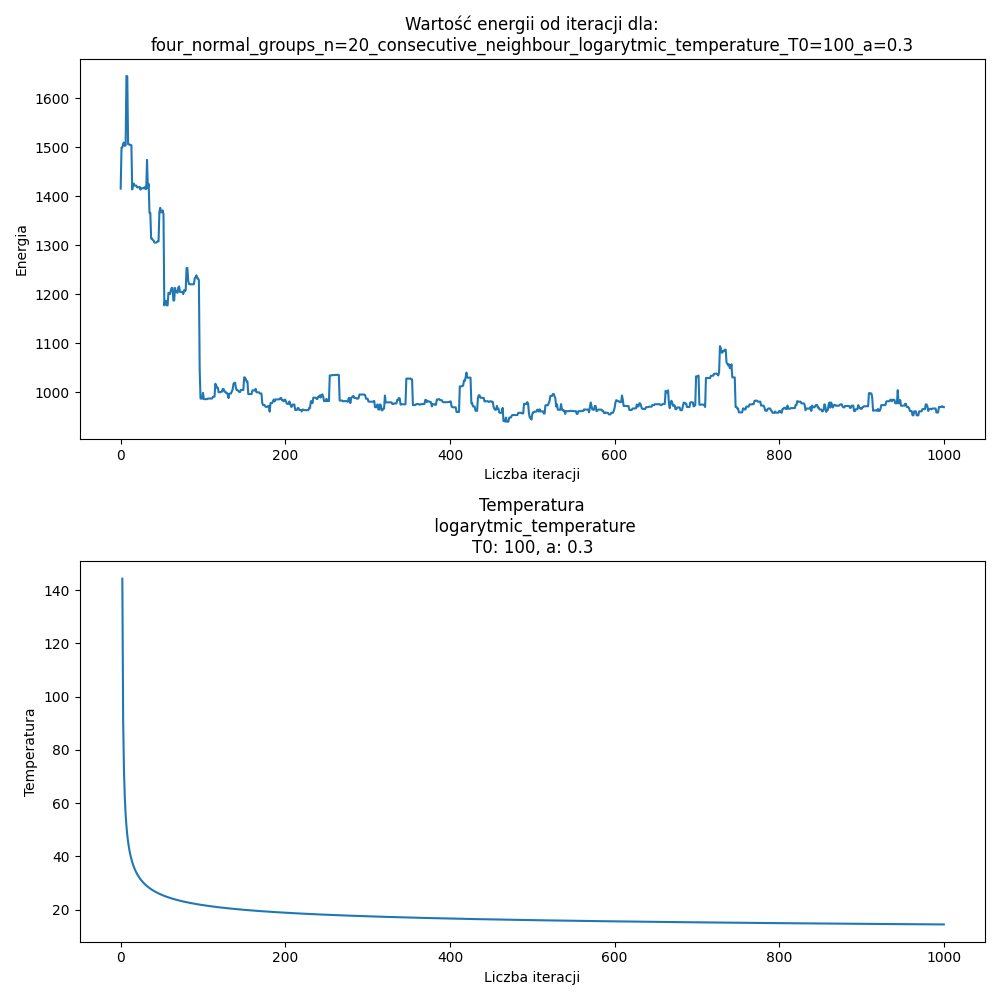 Wartość energii od iteracji dla:
four_normal_groups_n=20_consecutive_neighbour_logarytmic_temperature_T0=100_a=0.3
1600
1500
1400
1300
1200
1100
1000
Energia
0 200 400 600 800 1000
Liczba iteracji
Temperatura
logarytmic_temperature
T0: 100, a: 0.3
140
120
100
80
60
40
20
Temperatura
0 200 400 600 800 1000
Liczba iteracji